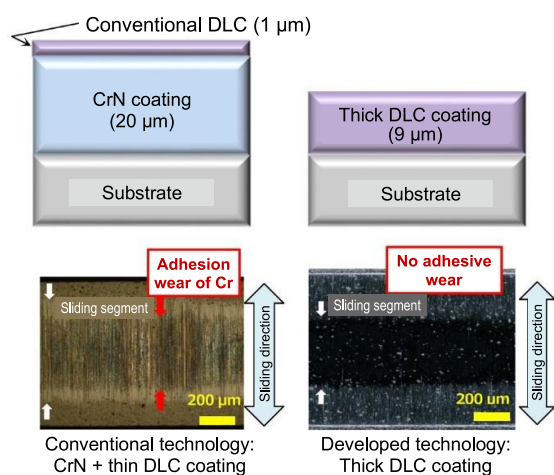 Conventional DLC (1 μm)
CrN coating
(20 μm)
Substrate
Thick DLC coating
(9 μm)
Substrate
Adhesion
wear of Cr
Sliding segment
200 μm
Sliding direction
No adhesive
wear
Sliding segment
200 μm
Sliding direction
Conventional technology:
CrN + thin DLC coating
Developed technology:
Thick DLC coating